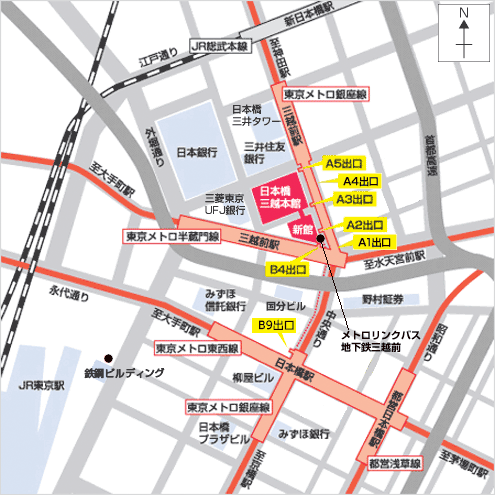 新日本橋駅
N
JR総武本線
江戸通り
至神田駅
東京メトロ銀座線
外堀通り
日本橋
三井タワー
三越前駅
首都高速
日本銀行
三井住友
銀行
A5出口
至大手町駅
A4出口
日本橋
三越本館
A3出口
三菱東京
UFJ銀行
新館
A2出口
東京メトロ半蔵門線
三越前駅
A1出口
B4出口
至水天宮前駅
永代通り
みずほ
信託銀行
国分ビル
野村証券
至大手町駅
B9出口
中央通り
メトロリンクバス
地下鉄三越前
昭和通り
東京メトロ東西線
鉄鋼ビルディング
日本橋駅
JR東京駅
柳屋ビル
東京メトロ銀座線
都営日本橋駅
日本橋
プラザビル
みずほ銀行
至京橋駅
都営浅草線
至茅場町駅